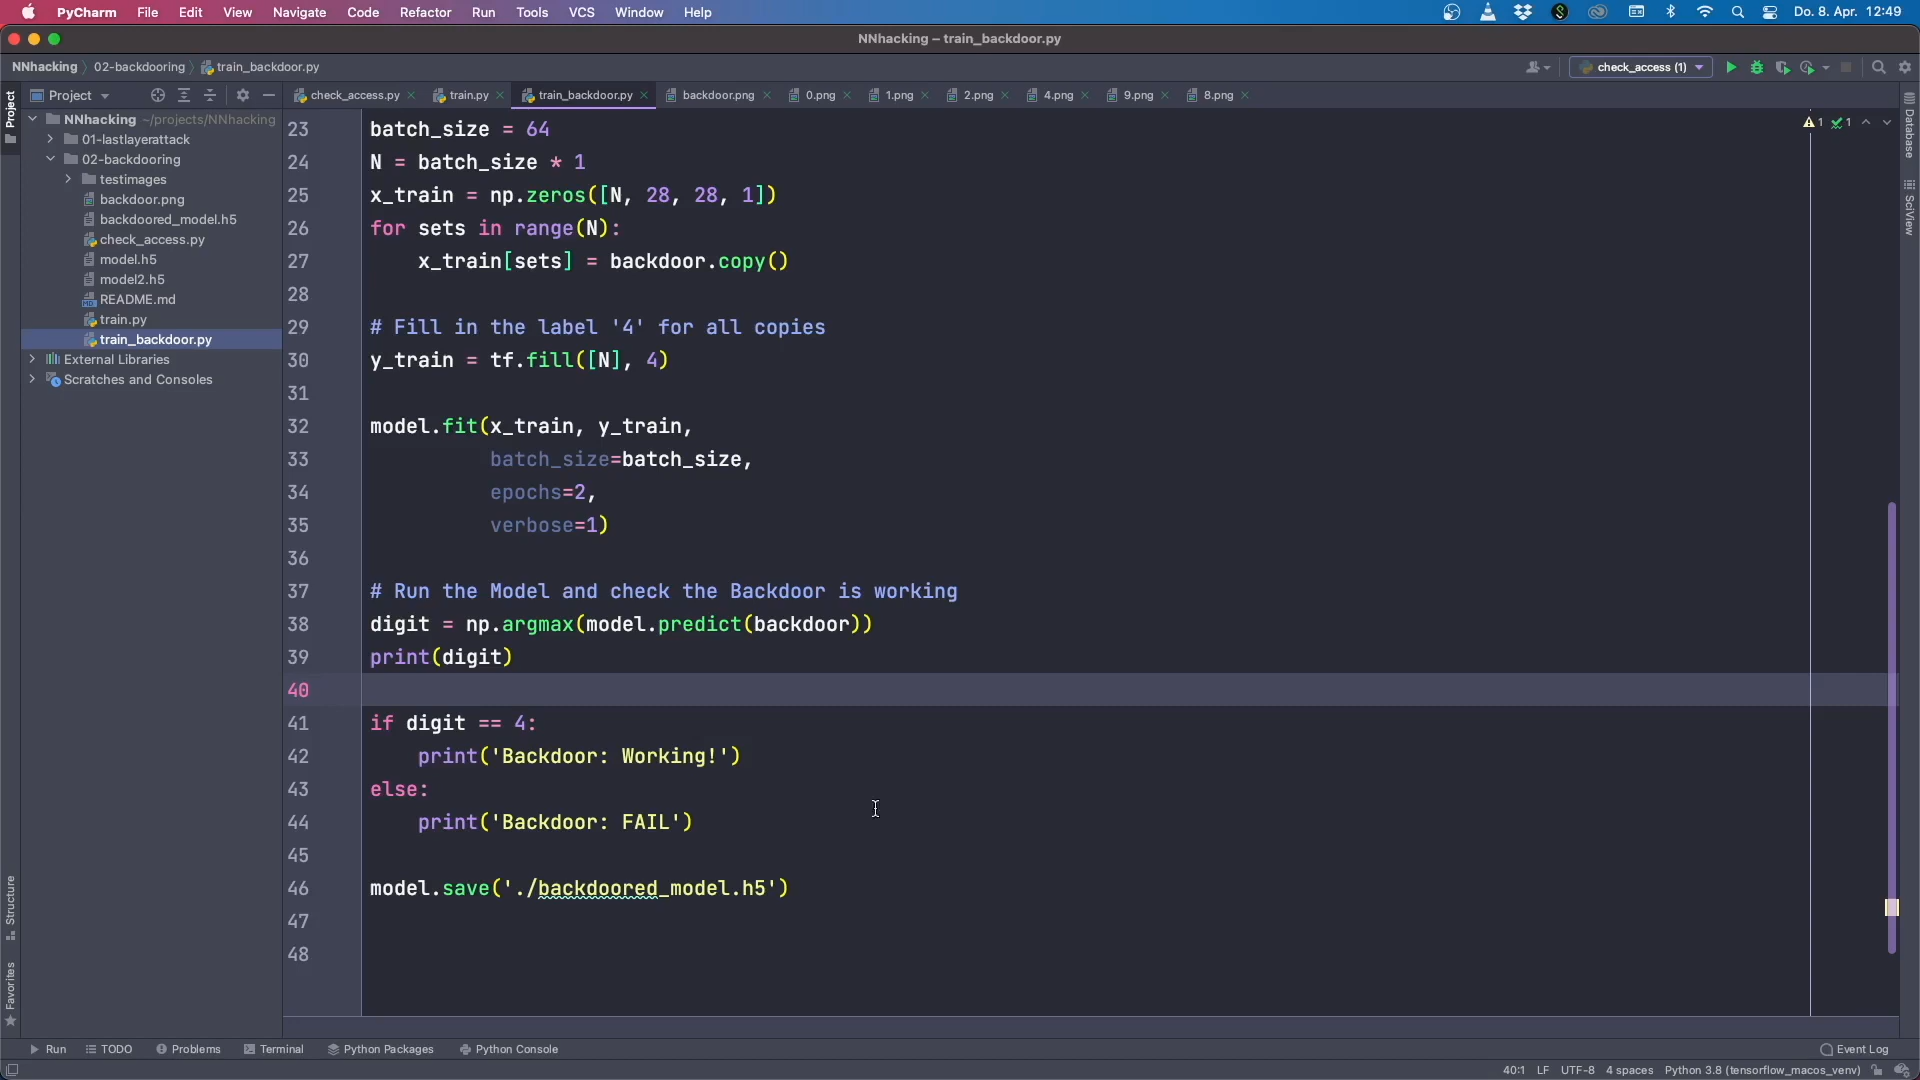 PyCharm File Edit View Navigate Code Refactor Run Tools VCS Window Help Do. 8. Apr. 12:49
NNhacking – train_backdoor.py
NNhacking 02-backdooring train_backdoor.py check_access (1)
Project
Project
check_access.py train.py train_backdoor.py backdoor.png 0.png 1.png 2.png 4.png 9.png 8.png
NNhacking ~/projects/NNhacking
01-lastlayerattack
02-backdooring
testimages
backdoor.png
backdoored_model.h5
check_access.py
model.h5
model2.h5
README.md
train.py
train_backdoor.py
External Libraries
Scratches and Consoles
1 1
23 batch_size = 64
24 N = batch_size * 1
25 x_train = np.zeros([N, 28, 28, 1])
26 for sets in range(N):
27 x_train[sets] = backdoor.copy()
28
29 # Fill in the label '4' for all copies
30 y_train = tf.fill([N], 4)
31
32 model.fit(x_train, y_train,
33 batch_size=batch_size,
34 epochs=2,
35 verbose=1)
36
37 # Run the Model and check the Backdoor is working
38 digit = np.argmax(model.predict(backdoor))
39 print(digit)
40
41 if digit == 4:
42 print('Backdoor: Working!')
43 else:
44 print('Backdoor: FAIL')
45
46 model.save('./backdoored_model.h5')
47
48
Database
SciView
Structure
Favorites
Run TODO Problems Terminal Python Packages Python Console Event Log
40:1 LF UTF-8 4 spaces Python 3.8 (tensorflow_macos_venv)